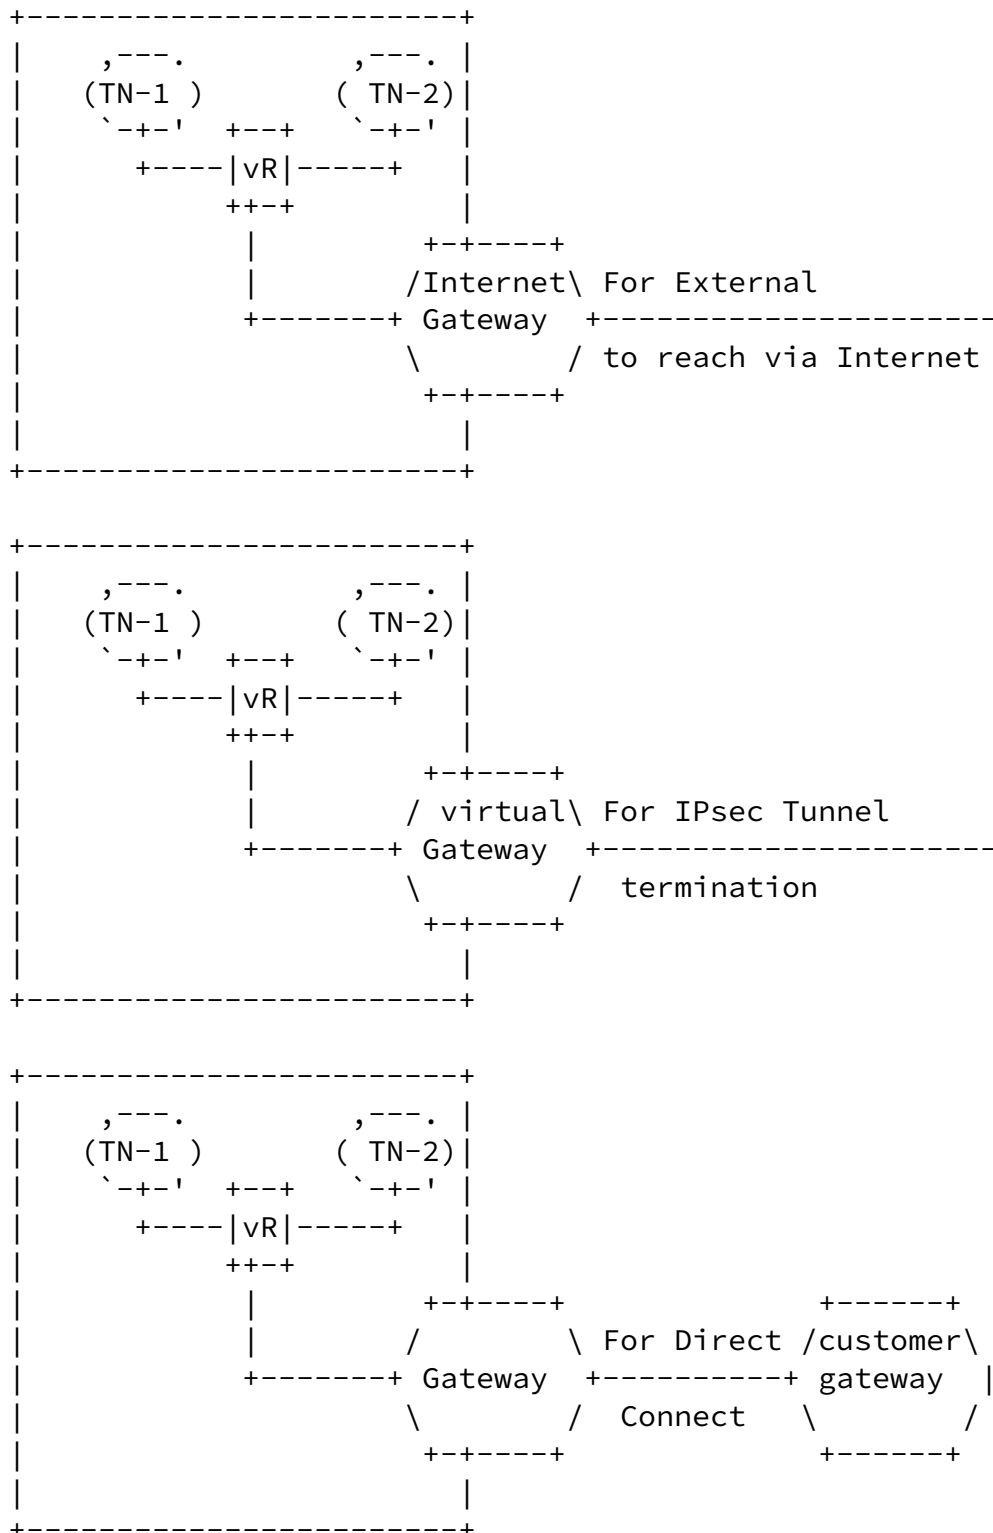 +------------------------+
|    ,---.         ,---. |
|   (TN-1 )       ( TN-2)|
|    `-+-'  +--+   `-+-' |
|      +----|vR|-----+   |
|           ++-+         |
|            |         +-+----+
|            |        /Internet\ For External
|            +-------+ Gateway  +----------------------
|                     \        / to reach via Internet
|                      +-+----+
|                        |
+------------------------+

+------------------------+
|    ,---.         ,---. |
|   (TN-1 )       ( TN-2)|
|    `-+-'  +--+   `-+-' |
|      +----|vR|-----+   |
|           ++-+         |
|            |         +-+----+
|            |        / virtual\ For IPsec Tunnel
|            +-------+ Gateway  +----------------------
|                     \        /  termination
|                      +-+----+
|                        |
+------------------------+

+------------------------+
|    ,---.         ,---. |
|   (TN-1 )       ( TN-2)|
|    `-+-'  +--+   `-+-' |
|      +----|vR|-----+   |
|           ++-+         |
|            |         +-+----+              +------+
|            |        /        \ For Direct /customer\
|            +-------+ Gateway  +----------+ gateway  |
|                     \        /  Connect   \        /
|                      +-+----+              +------+
|                        |
+------------------------+